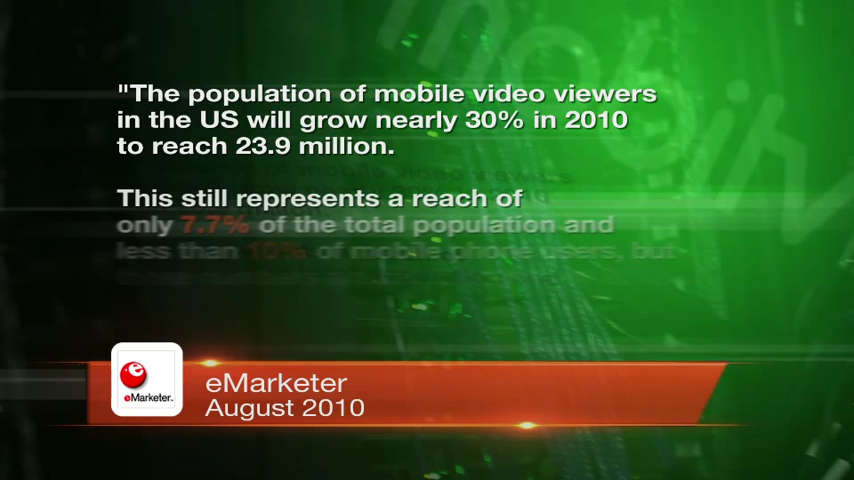 "The population of mobile video viewers
in the US will grow nearly 30% in 2010
to reach 23.9 million.
This still represents a reach of
only 7.7% of the total population and
less than 10% of mobile phone users, but
eMarketer.
eMarketer
August 2010